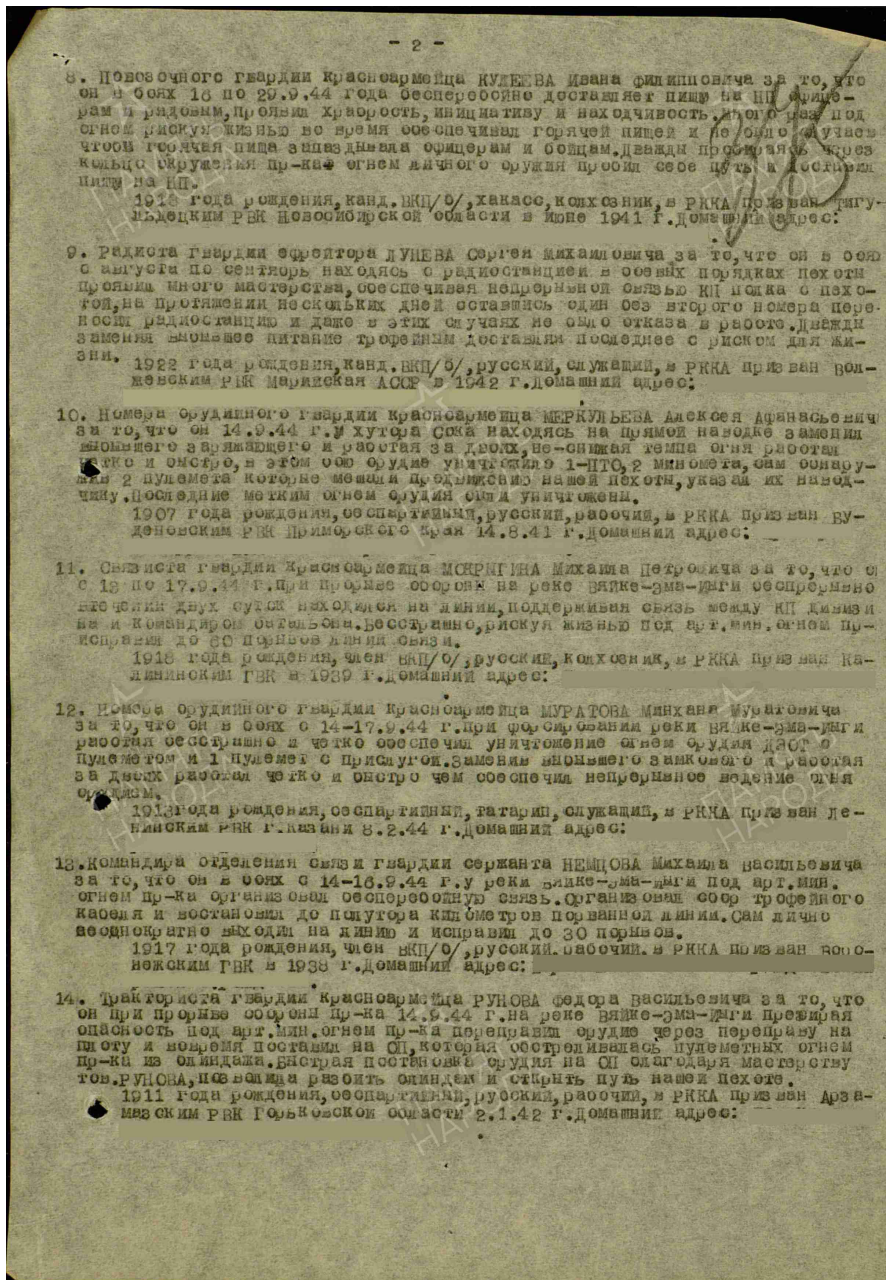 - 2 -
8. Повозочного гвардии красноармейца КУЛЕЕВА Ивана Филипповича за то, что
он в боях 18 по 29.9.44 года бесперебойно доставляет пищу на НП офице-
рам и рядовым, проявил храбрость, инициативу и находчивость. Много раз под
огнем рискуя жизнью во время обеспечивал горячей пищей и не было случаев
чтобы горячая пища запаздывала офицерам и бойцам. Дважды пробираясь через
кольцо окружения пр-ка огнем личного оружия пробил себе путь и доставил
пищу на НП.
года рождения, канд. ВКП/б/, хакасс, колхозник, в РККА призван
РВК Новосибирской области в июне 1941 г. Домашний адрес:
9. Радиста гвардии ефрейтора ЛУНЕВА Сергея Михайловича за то, что он в боях
с августа по сентябрь находясь с радиостанцией в боевых порядках пехоты
проявил много мастерства, обеспечивая непрерывной связью КП полка с пехо-
той, на протяжении нескольких дней оставшись один без второго номера пере-
носил радиостанцию и даже в этих случаях не было отказа в работе. Дважды
заменял вышившее питание трофейным доставляя последнее с риском для жи-
зни.
1922 года рождения, канд. ВКП/б/, русский, служащий, в РККА призван Вол-
жевским РВК Марийская АССР в 1942 г. Домашний адрес:
10. Номера орудийного гвардии красноармейца МЕРКУЛЬЕВА Алексея Афанасьевич
за то, что он 14.9.44 г. у хутора Сока находясь на прямой наводке заменил
выбывшего заряжающего и работая за двоих, не-снижая темпа огня работал
четко и быстро, в этом бою орудие уничтожило 1-ПТО, 2 миномета, сам обнару-
жил 2 пулемета которые мешали продвижению нашей пехоты, указал их навод-
чику. Последние метким огнем орудия были уничтожены.
1907 года рождения, беспартийный, русский, рабочий, в РККА призван Бу-
деновским РВК Приморского края 14.8.41 г. Домашний адрес:
11. Связиста гвардии красноармейца МОКРЫГИНА Михаила Петровича за то, что он
с 13 по 17.9.44 г. при прорыве обороны на реке Вяйке-Эма-Йыги беспрерывно
втечении двух суток находился на линии, поддерживая связь между КП дивизи
на и командиром батальона. Бесстрашно, рискуя жизнью под арт.мин. огнем пр-
исправил до 60 порывов линии связи.
1918 года рождения, член ВКП/б/, русский, колхозник, в РККА призван Ка-
лининским ГВК в 1939 г. Домашний адрес:
12. Номера орудийного гвардии красноармейца МУРАТОВА Минхана Муратовича
за то, что он в боях с 14-17.9.44 г. при форсировании реки Вяйке-Эма-Йыги
работал бесстрашно и четко обеспечил уничтожение огнем орудия ДЗОТ с
пулеметом и 1 пулемет с прислугой. Заменив выбывшего замкового и работая
за двоих работал четко и быстро чем обеспечил непрерывное ведение огня
орудием.
1913 года рождения, беспартийный, татарин, служащий, в РККА призван Ле-
нинским РВК г.Казани 8.2.44 г. Домашний адрес:
13. Командира отделения связи гвардии сержанта НЕМЦОВА Михаила Васильевича
за то, что он в боях с 14-16.9.44 г. у реки Вяйке-Эма-Йыги под арт.мин.
огнем пр-ка организовал бесперебойную связь. Организовал сбор трофейного
кабеля и востановил до полутора километров порванной линии. Сам лично
неоднократно выходил на линию и исправил до 30 порывов.
1917 года рождения, член ВКП/б/, русский. рабочий. в РККА призван Воро-
нежским ГВК в 1938 г. Домашний адрес:
14. Тракториста гвардии красноармейца РУНОВА Федора Васильевича за то, что
он при прорыве обороны пр-ка 14.9.44 г. на реке Вяйке-Эма-Йыги презирая
опасность под арт.мин. огнем пр-ка переправил орудие через переправу на
плоту и вовремя поставил на ОП, которая обстреливалась пулеметных огнем
пр-ка из блиндажа. Быстрая постановка орудия на ОП благодаря мастерству
тов. РУНОВА, позволила разбить блиндаж и открыть путь нашей пехоте.
1911 года рождения, беспартийный, русский, рабочий, в РККА призван Арза-
масским РВК Горьковской области 2.1.42 г. Домашний адрес: